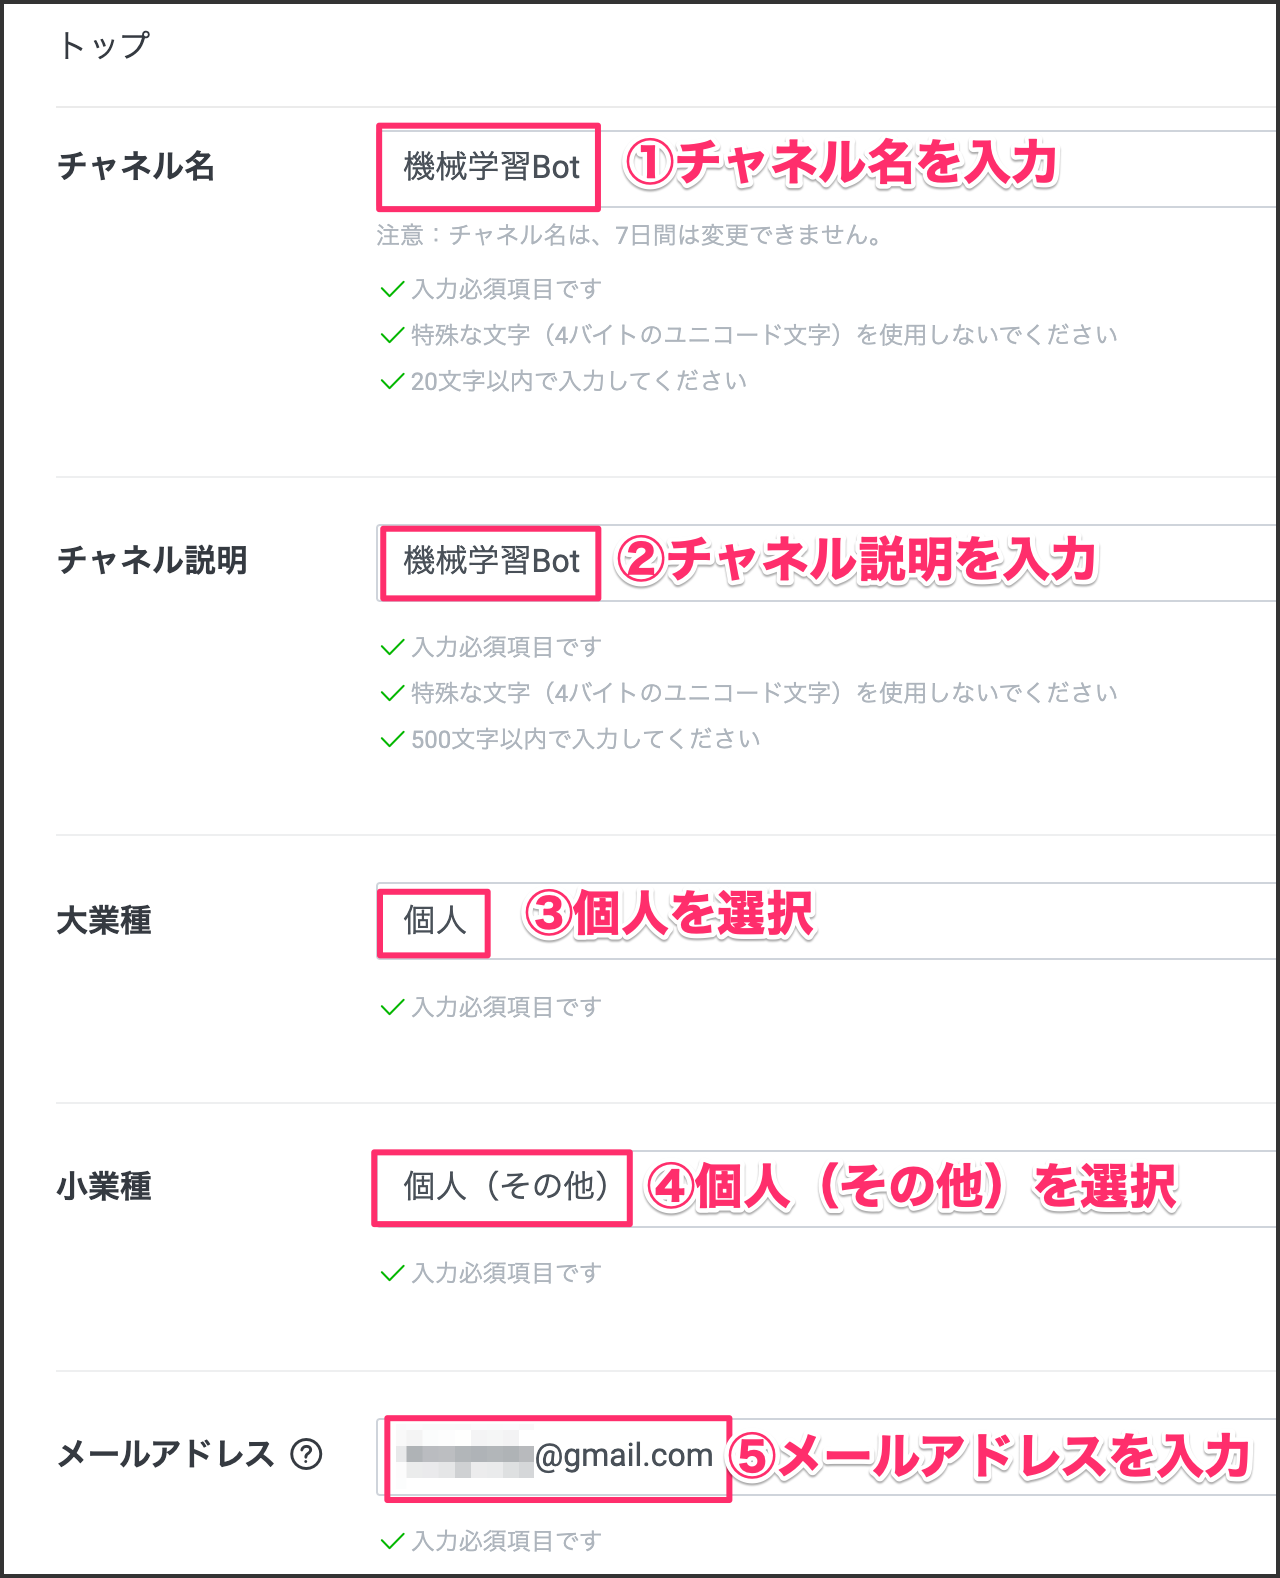 トップ
チャネル名
機械学習Bot
①チャネル名を入力
注意：チャネル名は、7日間は変更できません。
入力必須項目です
特殊な文字（4バイトのユニコード文字）を使用しないでください
20文字以内で入力してください
チャネル説明
機械学習Bot
②チャネル説明を入力
入力必須項目です
特殊な文字（4バイトのユニコード文字）を使用しないでください
500文字以内で入力してください
大業種
個人
③個人を選択
入力必須項目です
小業種
個人（その他）
④個人（その他）を選択
入力必須項目です
メールアドレス ?
@gmail.com
⑤メールアドレスを入力
入力必須項目です